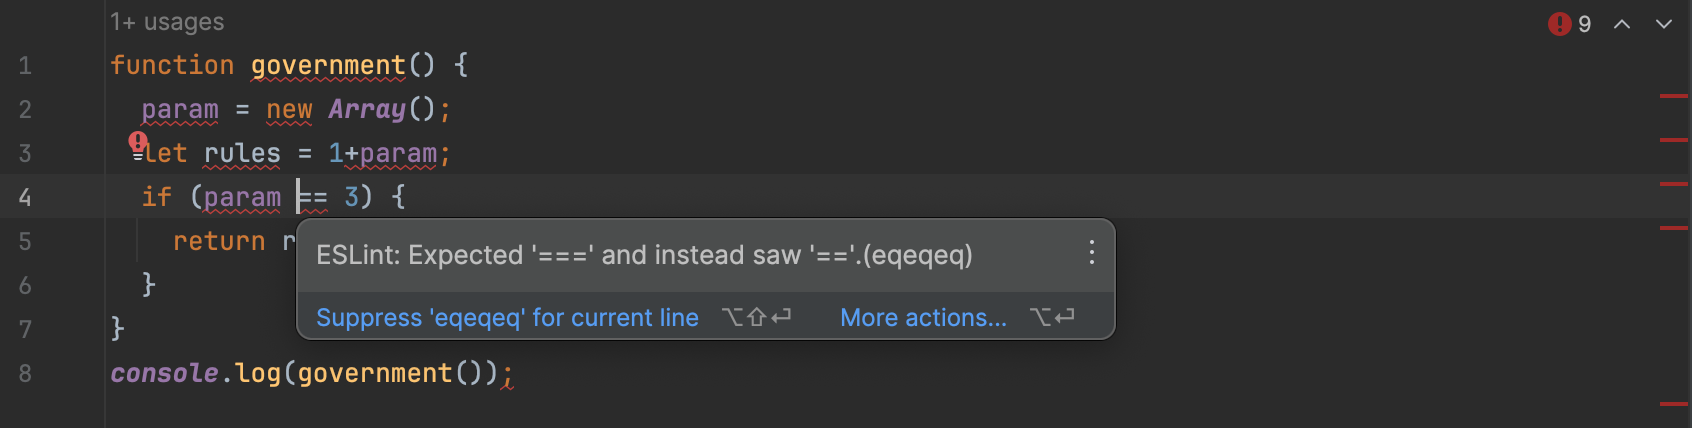 1+ usages
9
1 function government() {
2 param = new Array();
3 let rules = 1+param;
4 if (param == 3) {
5 return r
ESLint: Expected '===' and instead saw '=='.(eqeqeq)
6 }
Suppress 'eqeqeq' for current line ⌥⇧↩ More actions... ⌥↩
7 }
8 console.log(government());